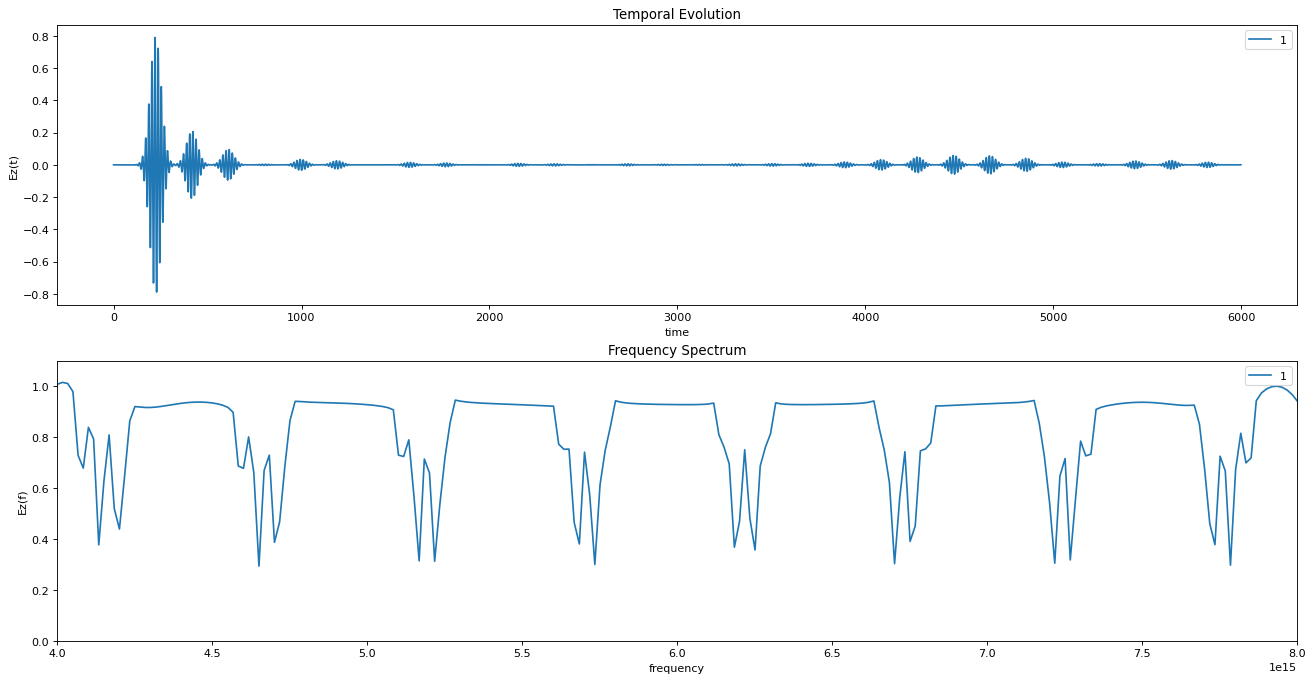 Temporal Evolution
1
Ez(t)
0.8
0.6
0.4
0.2
0.0
−0.2
−0.4
−0.6
−0.8
0 1000 2000 3000 4000 5000 6000
time
Frequency Spectrum
1
Ez(f)
1.0
0.8
0.6
0.4
0.2
0.0
4.0 4.5 5.0 5.5 6.0 6.5 7.0 7.5 8.0
1e15
frequency